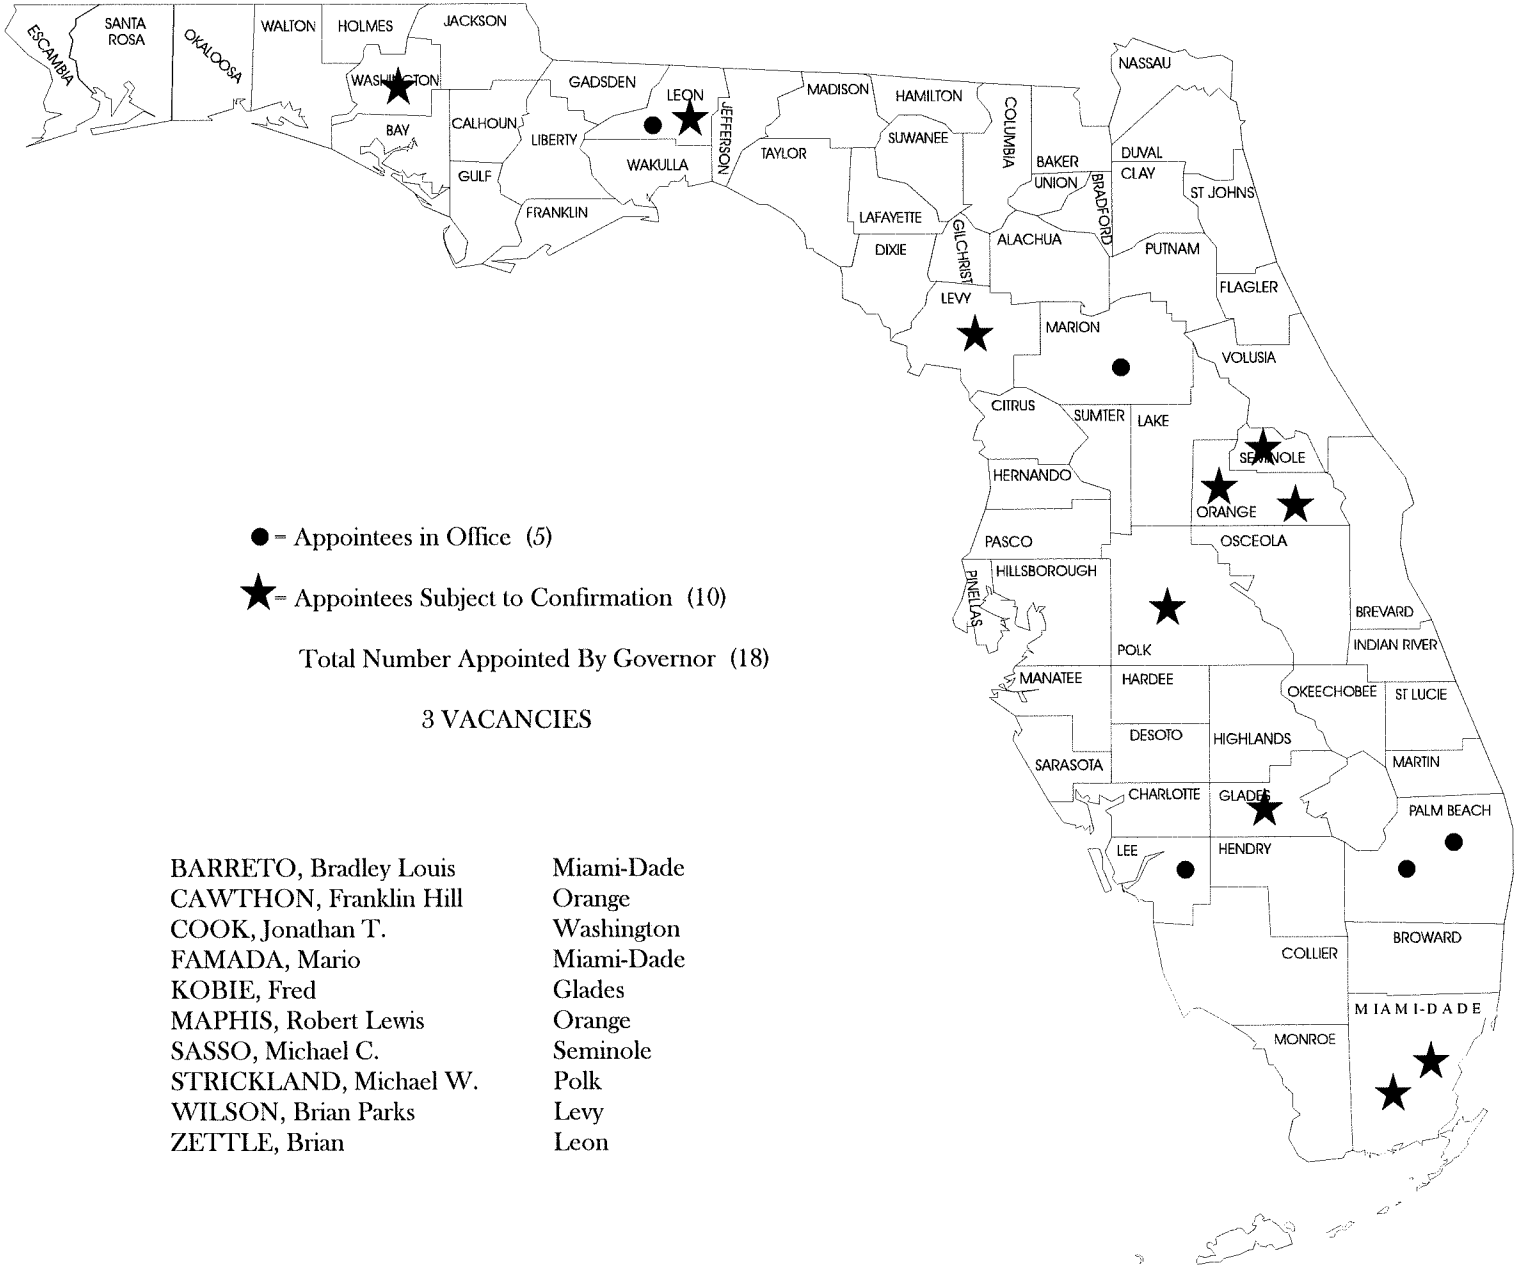 ESCAMBIA
SANTA
ROSA
OKALOOSA
WALTON
HOLMES
JACKSON
WASHINGTON
BAY
CALHOUN
GULF
GADSDEN
LIBERTY
FRANKLIN
LEON
WAKULLA
JEFFERSON
MADISON
TAYLOR
HAMILTON
SUWANEE
LAFAYETTE
DIXIE
COLUMBIA
GILCHRIST
BAKER
UNION
BRADFORD
ALACHUA
NASSAU
DUVAL
CLAY
ST JOHNS
PUTNAM
FLAGLER
LEVY
MARION
VOLUSIA
CITRUS
SUMTER
LAKE
SEMINOLE
HERNANDO
ORANGE
PASCO
OSCEOLA
PINELLAS
HILLSBOROUGH
POLK
BREVARD
INDIAN RIVER
MANATEE
HARDEE
OKEECHOBEE
ST LUCIE
DESOTO
HIGHLANDS
SARASOTA
MARTIN
CHARLOTTE
GLADES
PALM BEACH
LEE
HENDRY
BROWARD
COLLIER
MIAMI-DADE
MONROE
● = Appointees in Office (5)
★ = Appointees Subject to Confirmation (10)
Total Number Appointed By Governor (18)
3 VACANCIES
BARRETO, Bradley Louis Miami-Dade
CAWTHON, Franklin Hill Orange
COOK, Jonathan T. Washington
FAMADA, Mario Miami-Dade
KOBIE, Fred Glades
MAPHIS, Robert Lewis Orange
SASSO, Michael C. Seminole
STRICKLAND, Michael W. Polk
WILSON, Brian Parks Levy
ZETTLE, Brian Leon